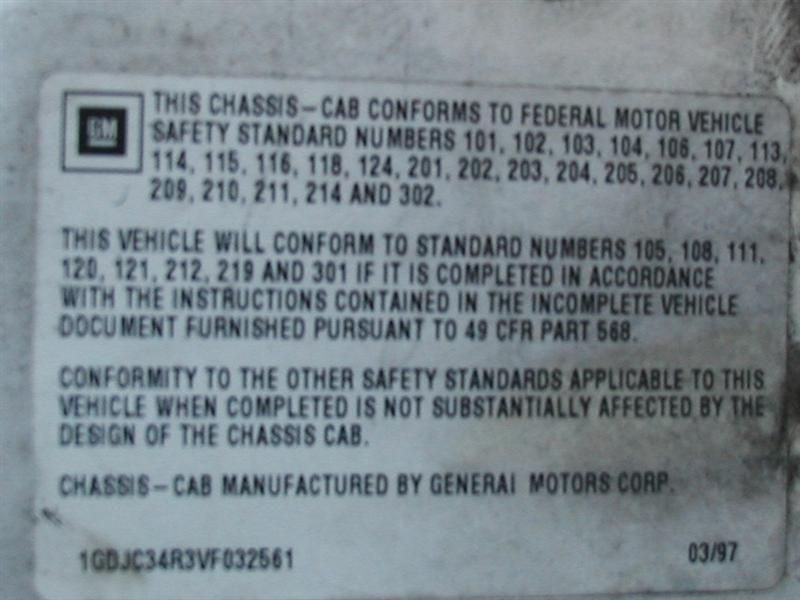 GM
THIS CHASSIS-CAB CONFORMS TO FEDERAL MOTOR VEHICLE
SAFETY STANDARD NUMBERS 101, 102, 103, 104, 106, 107, 113,
114, 115, 116, 118, 124, 201, 202, 203, 204, 205, 206, 207, 208,
209, 210, 211, 214 AND 302.
THIS VEHICLE WILL CONFORM TO STANDARD NUMBERS 105, 108, 111,
120, 121, 212, 219 AND 301 IF IT IS COMPLETED IN ACCORDANCE
WITH THE INSTRUCTIONS CONTAINED IN THE INCOMPLETE VEHICLE
DOCUMENT FURNISHED PURSUANT TO 49 CFR PART 568.
CONFORMITY TO THE OTHER SAFETY STANDARDS APPLICABLE TO THIS
VEHICLE WHEN COMPLETED IS NOT SUBSTANTIALLY AFFECTED BY THE
DESIGN OF THE CHASSIS CAB.
CHASSIS-CAB MANUFACTURED BY GENERAL MOTORS CORP.
1GDJC34R3VF032561 03/97